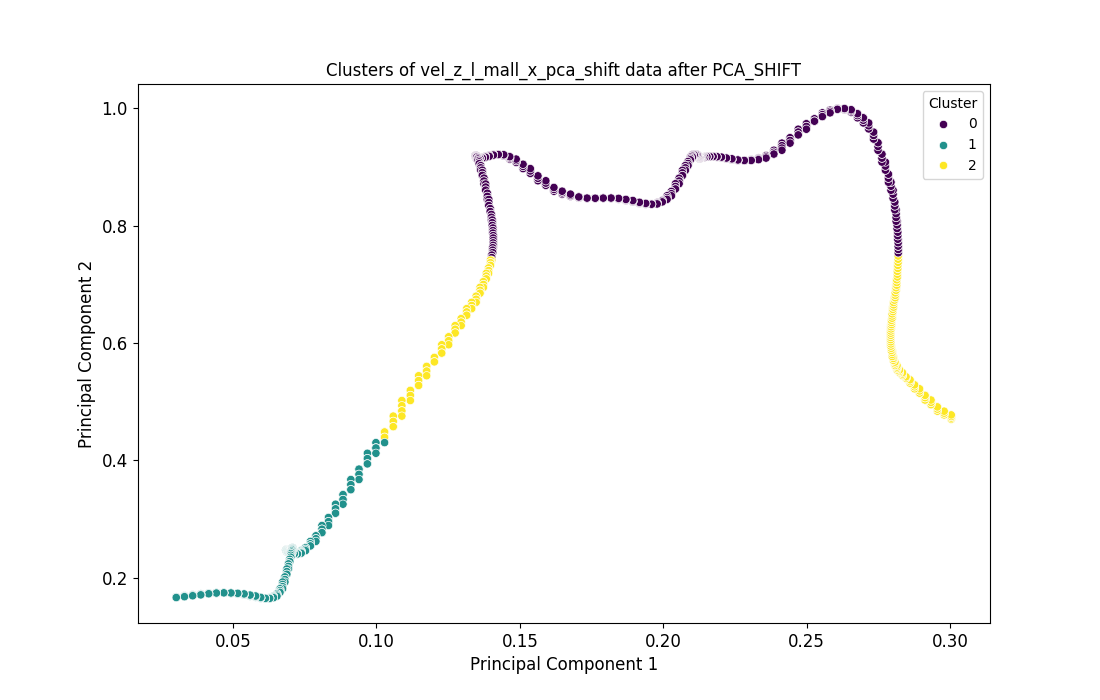 Clusters of vel_z_l_mall_x_pca_shift data after PCA_SHIFT
Cluster
0
1
2
Principal Component 2
1.0
0.8
0.6
0.4
0.2
0.05 0.10 0.15 0.20 0.25 0.30
Principal Component 1